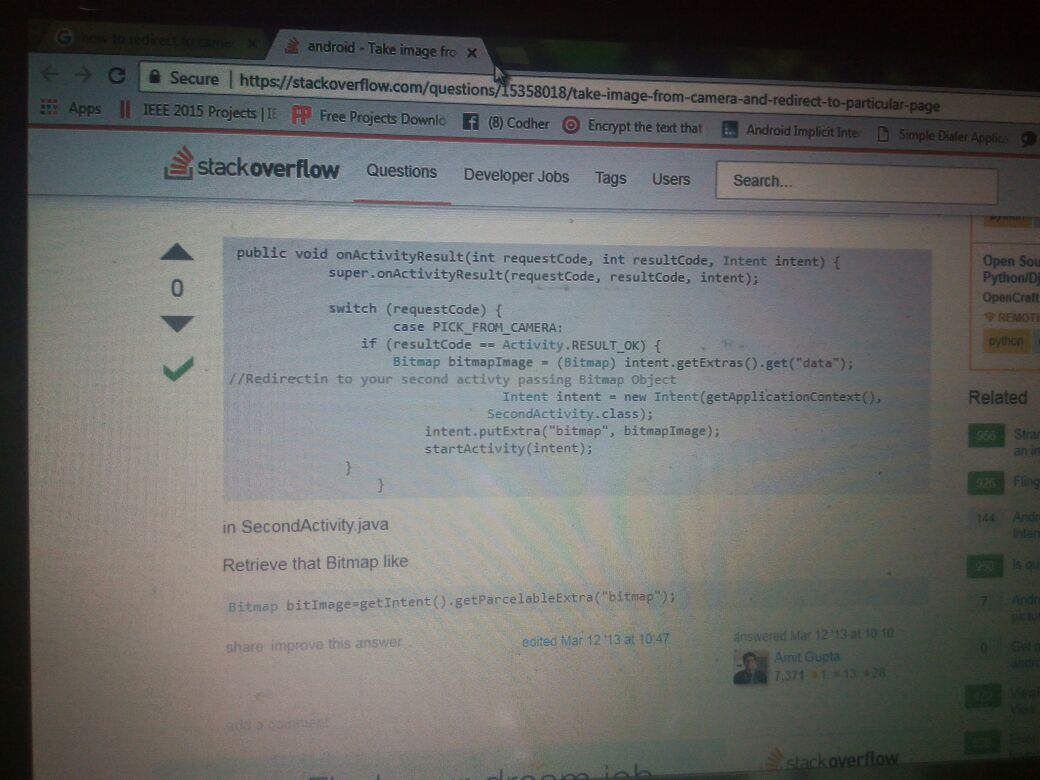 how to redirect to camer
android - Take image fro
Secure https://stackoverflow.com/questions/15358018/take-image-from-camera-and-redirect-to-particular-page
Apps IEEE 2015 Projects | IE Free Projects Downlo (8) Codher Encrypt the text that Android Implicit Inte Simple Dialer Applica
stackoverflow Questions Developer Jobs Tags Users Search...
0
public void onActivityResult(int requestCode, int resultCode, Intent intent) {
super.onActivityResult(requestCode, resultCode, intent);
switch (requestCode) {
case PICK_FROM_CAMERA:
if (resultCode == Activity.RESULT_OK) {
Bitmap bitmapImage = (Bitmap) intent.getExtras().get("data");
//Redirectin to your second activty passing Bitmap Object
Intent intent = new Intent(getApplicationContext(),
SecondActivity.class);
intent.putExtra("bitmap", bitmapImage);
startActivity(intent);
}
}
in SecondActivity.java
Retrieve that Bitmap like
Bitmap bitImage=getIntent().getParcelableExtra("bitmap");
share improve this answer
edited Mar 12 '13 at 10:47
answered Mar 12 '13 at 10:10
Amit Gupta
7,371 1 13 28
add a comment
stackoverflow
python
Open Sou
Python/Dj
OpenCraft
REMOTE
python
Related
956 Stran
an in
926 Fling
144 Andr
Inten
950 Is qu
7 Andr
pictu
0 Get
andro
View